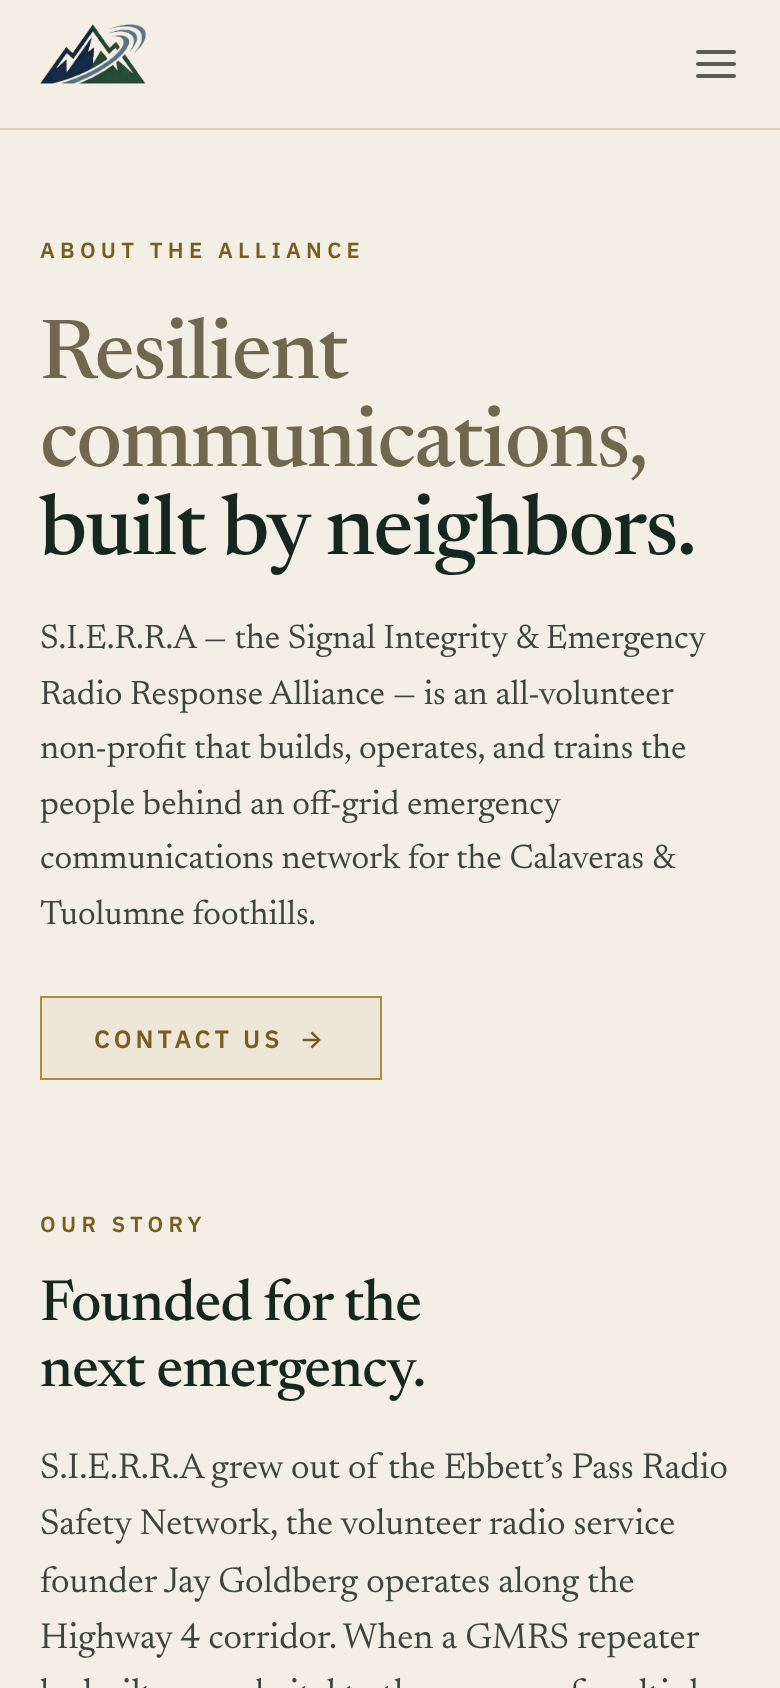 ABOUT THE ALLIANCE
Resilient
communications,
built by neighbors.
S.I.E.R.R.A — the Signal Integrity & Emergency
Radio Response Alliance — is an all-volunteer
non-profit that builds, operates, and trains the
people behind an off-grid emergency
communications network for the Calaveras &
Tuolumne foothills.
CONTACT US →
OUR STORY
Founded for the
next emergency.
S.I.E.R.R.A grew out of the Ebbett’s Pass Radio
Safety Network, the volunteer radio service
founder Jay Goldberg operates along the
Highway 4 corridor. When a GMRS repeater